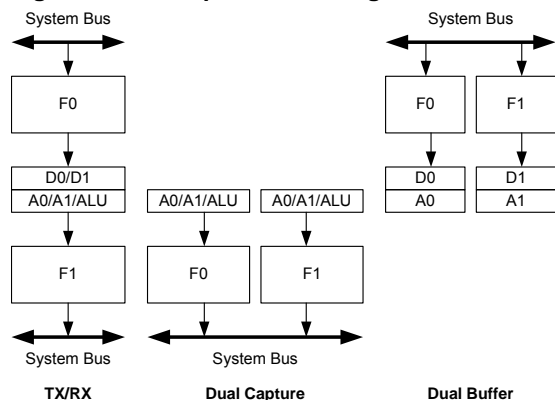 System Bus
System Bus
F0
F0
F1
D0/D1
A0/A1/ALU
A0/A1/ALU
A0/A1/ALU
D0
D1
A0
A1
F1
F0
F1
System Bus
System Bus
TX/RX
Dual Capture
Dual Buffer